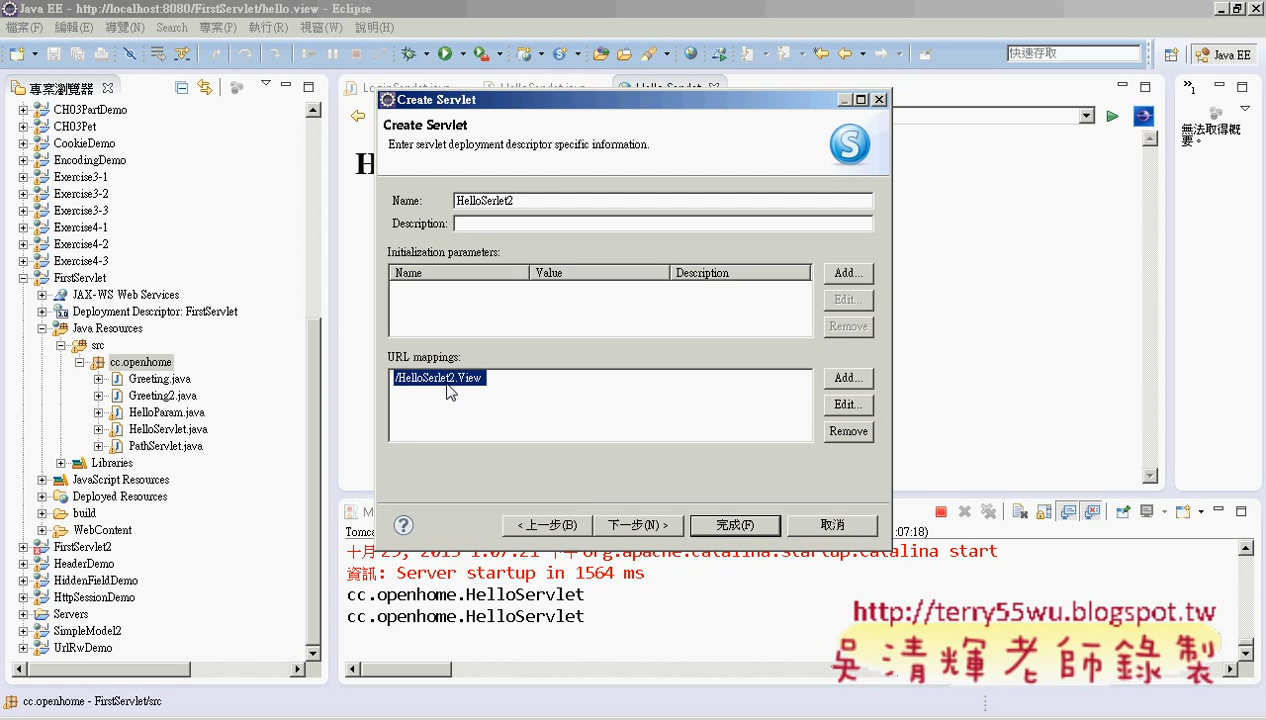 Java EE - http://localhost:8080/FirstServlet/hello.view - Eclipse
檔案(F) 編輯(E) 導覽(N) Search 專案(P) 執行(R) 視窗(W) 說明(H)
快速存取
Java EE
專案瀏覽器
CH03PartDemo
CH03Pet
CookieDemo
EncodingDemo
Exercise3-1
Exercise3-2
Exercise3-3
Exercise4-1
Exercise4-2
Exercise4-3
FirstServlet
JAX-WS Web Services
Deployment Descriptor: FirstServlet
Java Resources
src
cc.openhome
Greeting.java
Greeting2.java
HelloParam.java
HelloServlet.java
PathServlet.java
Libraries
JavaScript Resources
Deployed Resources
build
WebContent
FirstServlet2
HeaderDemo
HiddenFieldDemo
HttpSessionDemo
Servers
SimpleModel2
UrlRwDemo
Create Servlet
Create Servlet
Enter servlet deployment descriptor specific information.
Name: HelloSerlet2
Description:
Initialization parameters:
Name Value Description
Add...
Edit...
Remove
URL mappings:
/HelloSerlet2.View
Add...
Edit...
Remove
< 上一步(B) 下一步(N) > 完成(F) 取消
無法取得概
要。
資訊: Server startup in 1564 ms
cc.openhome.HelloServlet
cc.openhome.HelloServlet
http://terry55wu.blogspot.tw
吳清輝老師錄製
cc.openhome - FirstServlet/src